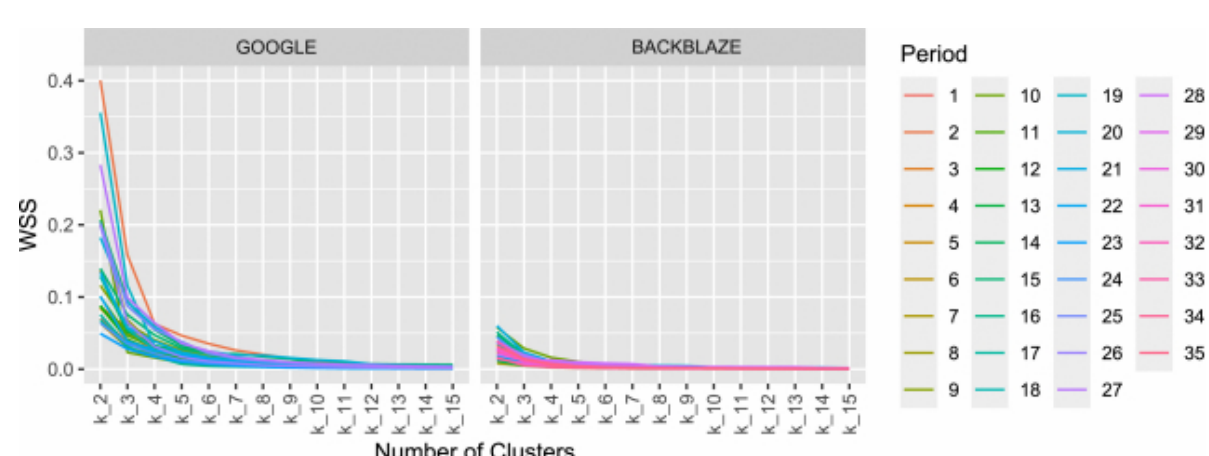 GOOGLE
BACKBLAZE
WSS
0.4
0.3
0.2
0.1
0.0
k_2
k_3
k_4
k_5
k_6
k_7
k_8
k_9
k_10
k_11
k_12
k_13
k_14
k_15
k_2
k_3
k_4
k_5
k_6
k_7
k_8
k_9
k_10
k_11
k_12
k_13
k_14
k_15
Number of Clusters
Period
1
2
3
4
5
6
7
8
9
10
11
12
13
14
15
16
17
18
19
20
21
22
23
24
25
26
27
28
29
30
31
32
33
34
35